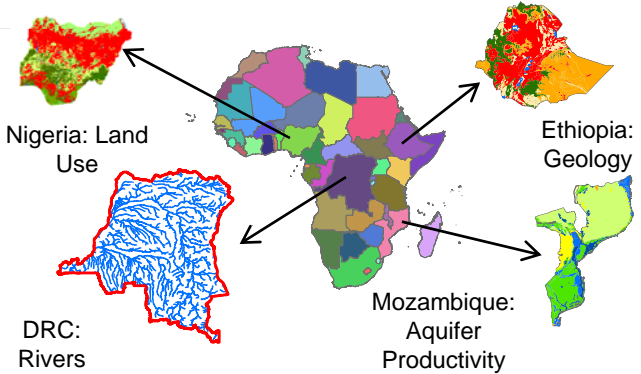 Nigeria: Land
Use
Ethiopia:
Geology
DRC:
Rivers
Mozambique:
Aquifer
Productivity